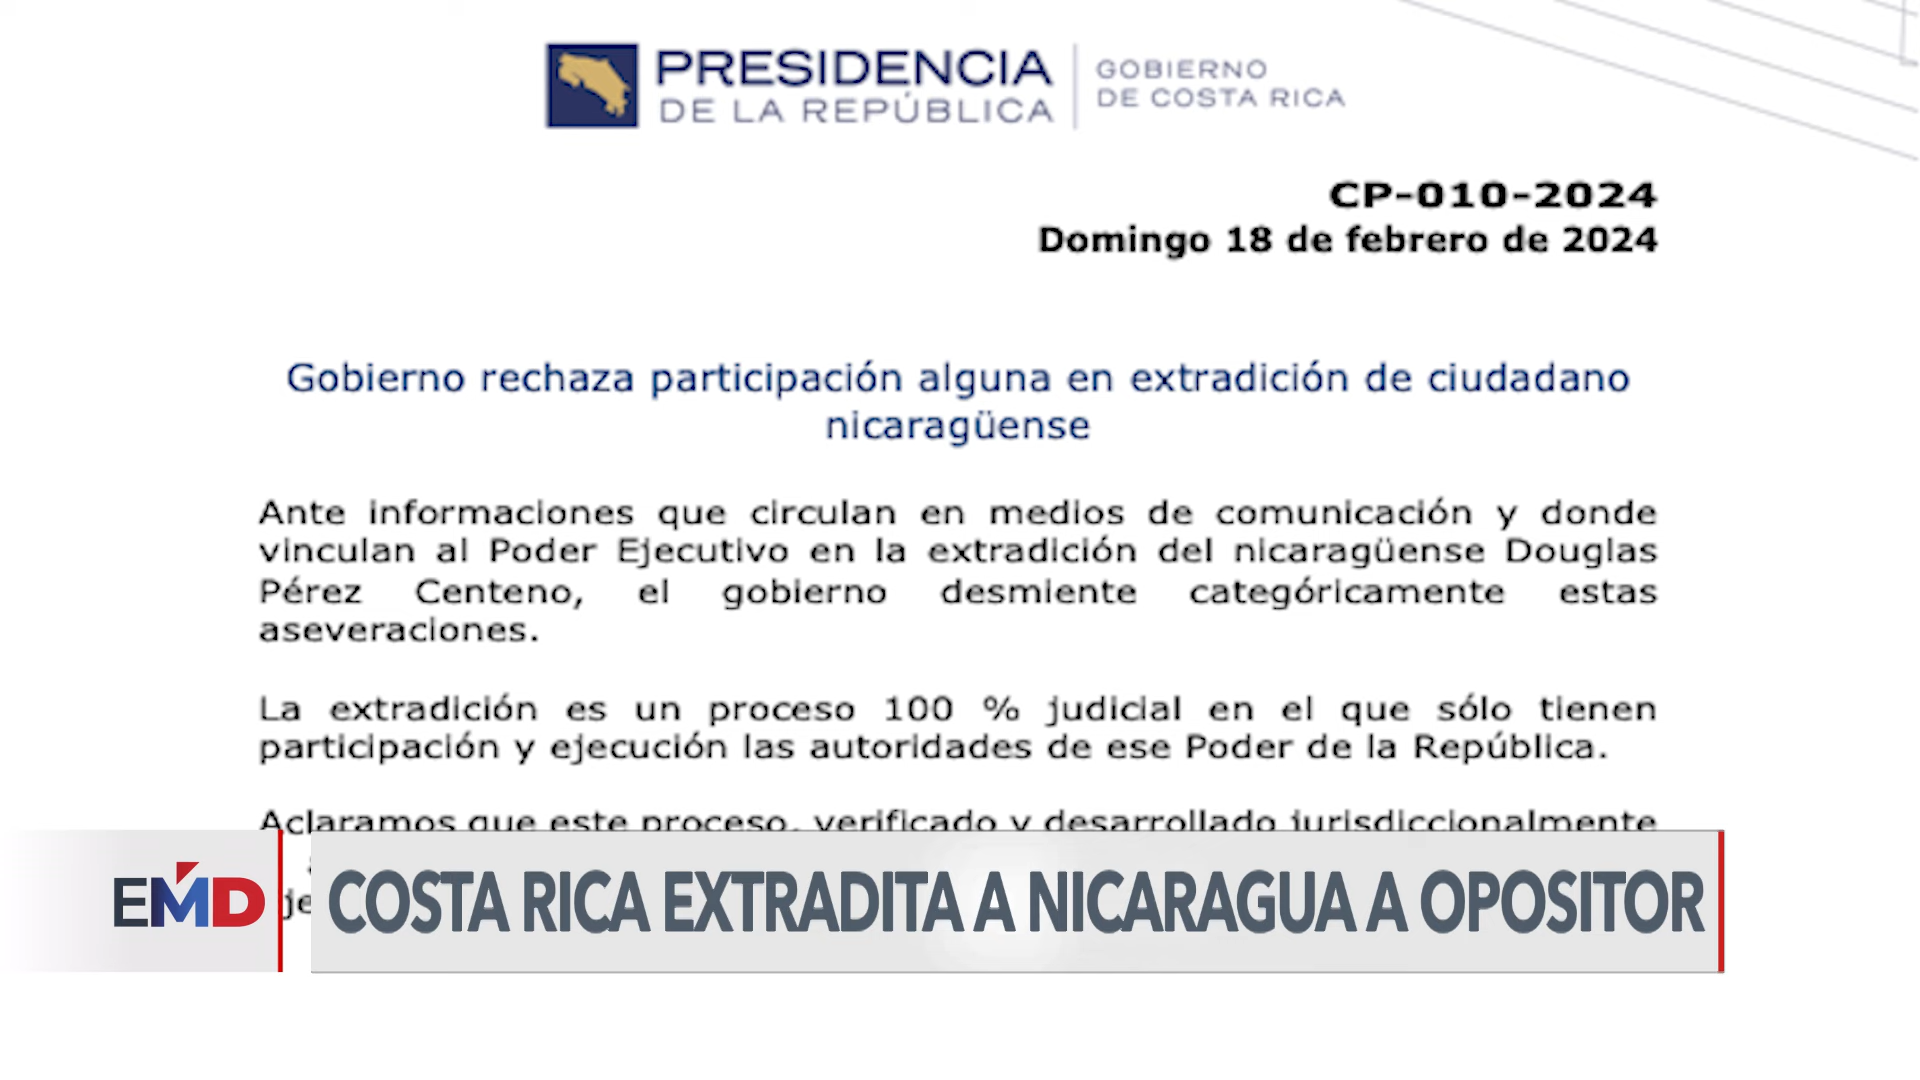 PRESIDENCIA
DE LA REPÚBLICA
GOBIERNO
DE COSTA RICA
CP-010-2024
Domingo 18 de febrero de 2024
Gobierno rechaza participación alguna en extradición de ciudadano
nicaragüense
Ante informaciones que circulan en medios de comunicación y donde
vinculan al Poder Ejecutivo en la extradición del nicaragüense Douglas
Pérez Centeno, el gobierno desmiente categóricamente estas
aseveraciones.
La extradición es un proceso 100 % judicial en el que sólo tienen
participación y ejecución las autoridades de ese Poder de la República.
Aclaramos que este proceso, verificado y desarrollado jurisdiccionalmente
EMD
COSTA RICA EXTRADITA A NICARAGUA A OPOSITOR